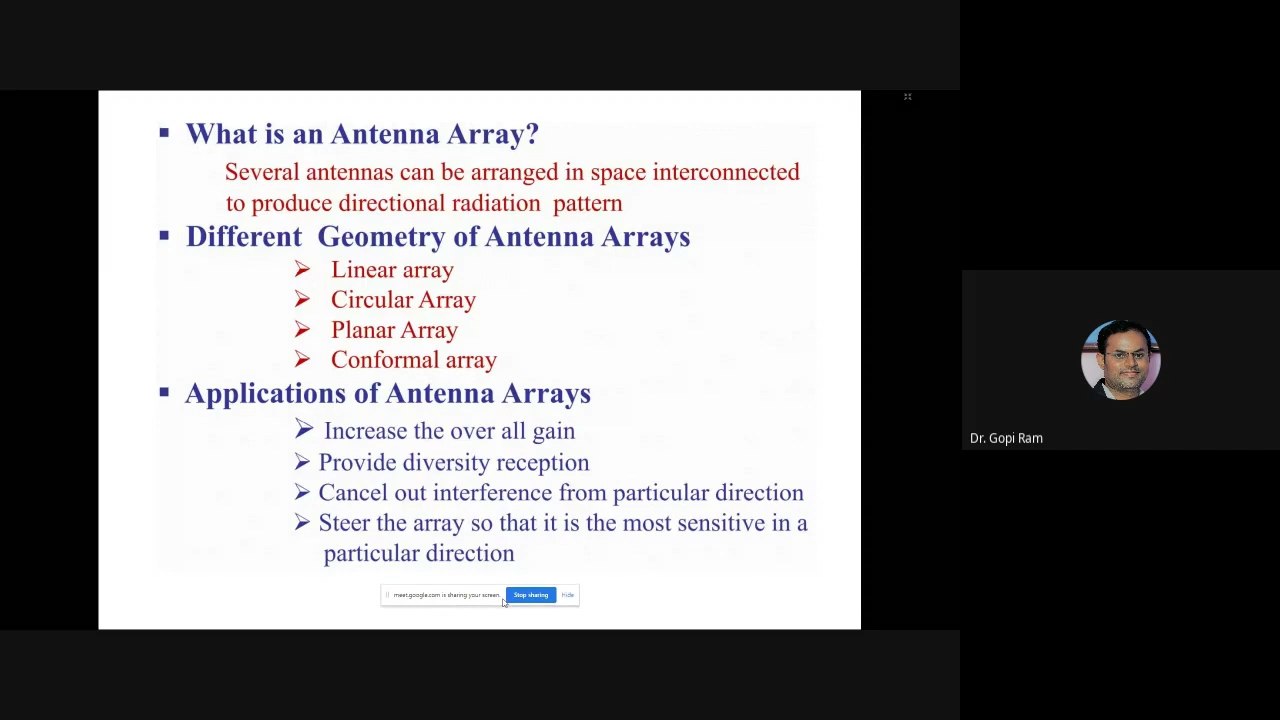 What is an Antenna Array?
Several antennas can be arranged in space interconnected
to produce directional radiation pattern
Different Geometry of Antenna Arrays
Linear array
Circular Array
Planar Array
Conformal array
Applications of Antenna Arrays
Increase the over all gain
Provide diversity reception
Cancel out interference from particular direction
Steer the array so that it is the most sensitive in a
particular direction
meet.google.com is sharing your screen. Stop sharing Hide
Dr. Gopi Ram